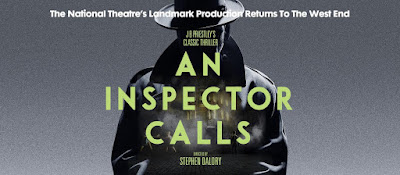 The National Theatre's Landmark Production Returns To The West End
JB PRIESTLEY'S
CLASSIC THRILLER
AN
INSPECTOR
CALLS
DIRECTED BY
STEPHEN DALDRY